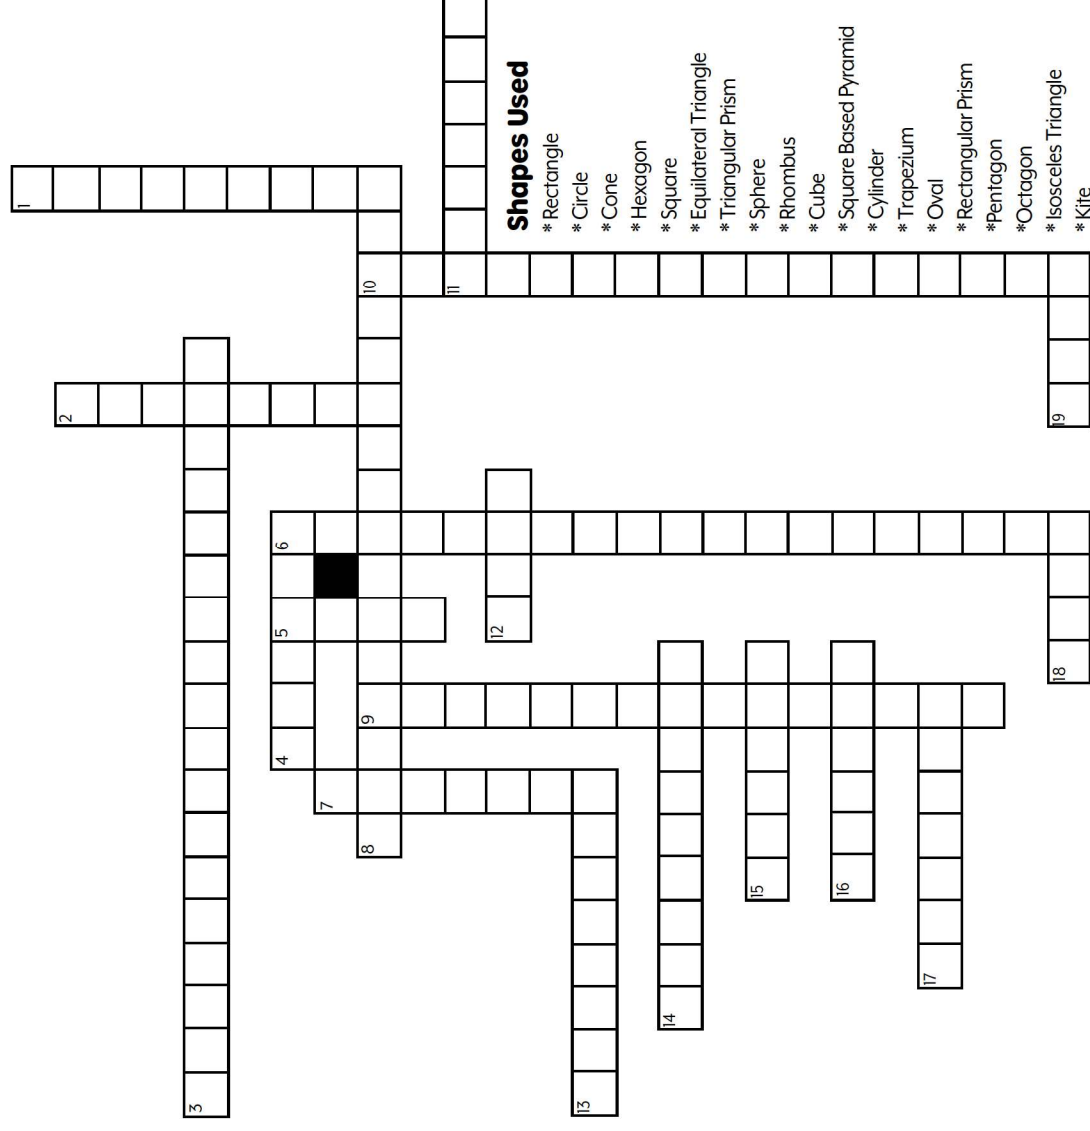 1
2
3
4
5
6
7
8
9
10
11
12
13
14
15
16
17
18
19
Shapes Used
* Rectangle
* Circle
* Cone
* Hexagon
* Square
* Equilateral Triangle
* Triangular Prism
* Sphere
* Rhombus
* Cube
* Square Based Pyramid
* Cylinder
* Trapezium
* Oval
* Rectangular Prism
*Pentagon
*Octagon
* Isosceles Triangle
* Kite